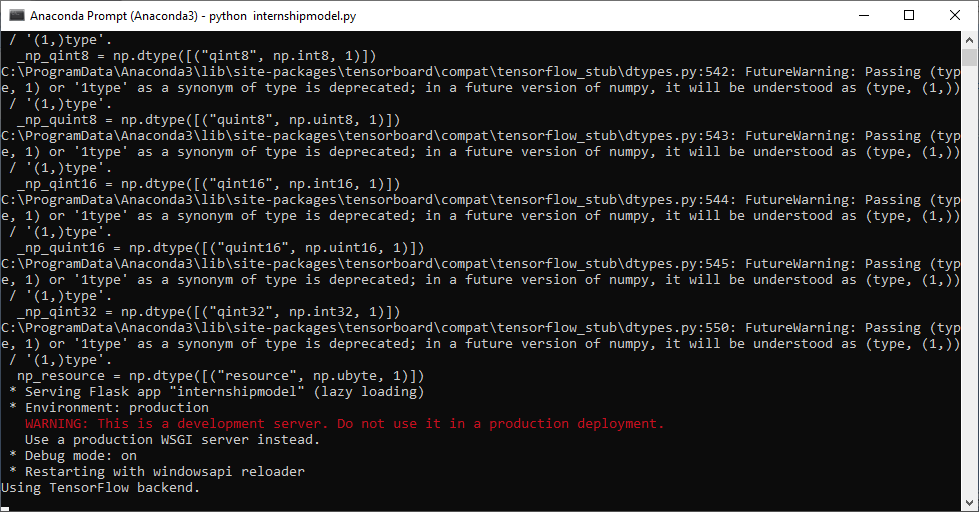 Anaconda Prompt (Anaconda3) - python  internshipmodel.py
 / '(1,)type'.
  _np_qint8 = np.dtype([("qint8", np.int8, 1)])
C:\ProgramData\Anaconda3\lib\site-packages\tensorboard\compat\tensorflow_stub\dtypes.py:542: FutureWarning: Passing (typ
e, 1) or '1type' as a synonym of type is deprecated; in a future version of numpy, it will be understood as (type, (1,))
 / '(1,)type'.
  _np_quint8 = np.dtype([("quint8", np.uint8, 1)])
C:\ProgramData\Anaconda3\lib\site-packages\tensorboard\compat\tensorflow_stub\dtypes.py:543: FutureWarning: Passing (typ
e, 1) or '1type' as a synonym of type is deprecated; in a future version of numpy, it will be understood as (type, (1,))
 / '(1,)type'.
  _np_qint16 = np.dtype([("qint16", np.int16, 1)])
C:\ProgramData\Anaconda3\lib\site-packages\tensorboard\compat\tensorflow_stub\dtypes.py:544: FutureWarning: Passing (typ
e, 1) or '1type' as a synonym of type is deprecated; in a future version of numpy, it will be understood as (type, (1,))
 / '(1,)type'.
  _np_quint16 = np.dtype([("quint16", np.uint16, 1)])
C:\ProgramData\Anaconda3\lib\site-packages\tensorboard\compat\tensorflow_stub\dtypes.py:545: FutureWarning: Passing (typ
e, 1) or '1type' as a synonym of type is deprecated; in a future version of numpy, it will be understood as (type, (1,))
 / '(1,)type'.
  _np_qint32 = np.dtype([("qint32", np.int32, 1)])
C:\ProgramData\Anaconda3\lib\site-packages\tensorboard\compat\tensorflow_stub\dtypes.py:550: FutureWarning: Passing (typ
e, 1) or '1type' as a synonym of type is deprecated; in a future version of numpy, it will be understood as (type, (1,))
 / '(1,)type'.
  np_resource = np.dtype([("resource", np.ubyte, 1)])
 * Serving Flask app "internshipmodel" (lazy loading)
 * Environment: production
   WARNING: This is a development server. Do not use it in a production deployment.
   Use a production WSGI server instead.
 * Debug mode: on
 * Restarting with windowsapi reloader
Using TensorFlow backend.